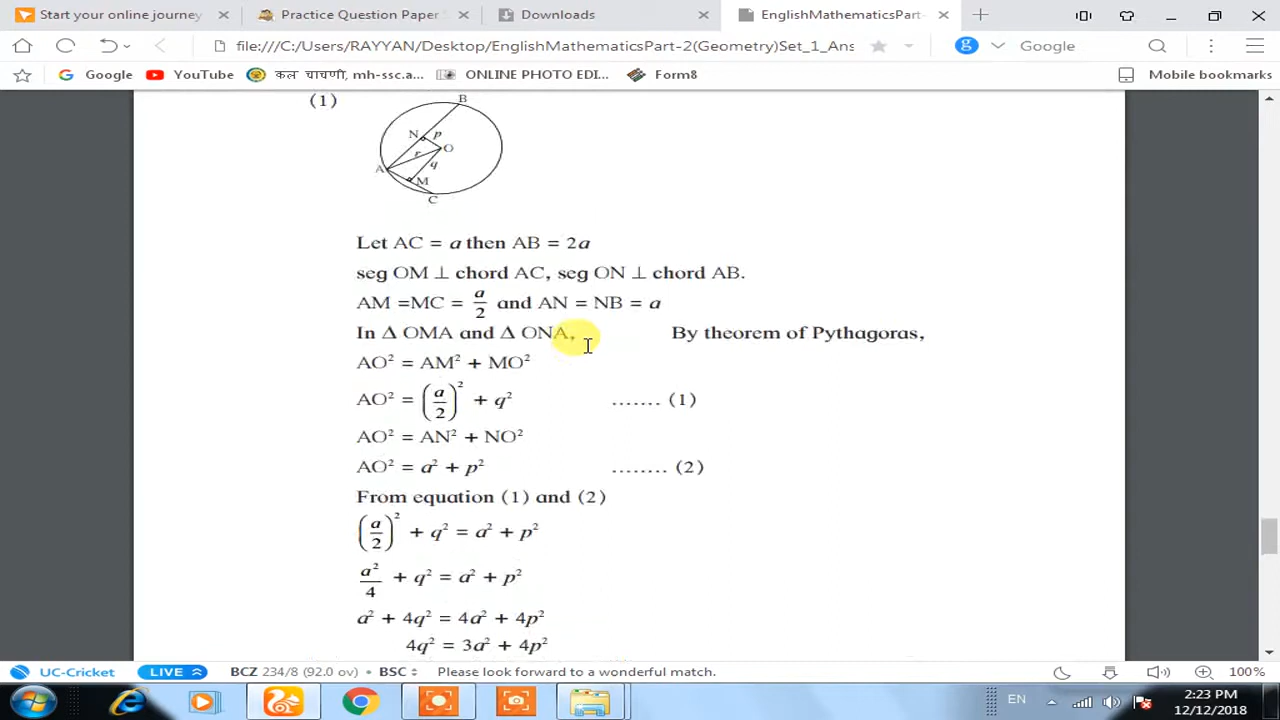 Start your online journey
Practice Question Paper
Downloads
EnglishMathematicsPart-
file:///C:/Users/RAYYAN/Desktop/EnglishMathematicsPart-2(Geometry)Set_1_Ans
Google
Google
YouTube
कल चाचणी, mh-ssc.a...
ONLINE PHOTO EDI...
Form8
Mobile bookmarks
(1)
B
N
p
O
r
q
A
M
C
Let AC = a then AB = 2a
seg OM ⊥ chord AC, seg ON ⊥ chord AB.
AM =MC = a/2 and AN = NB = a
In Δ OMA and Δ ONA, By theorem of Pythagoras,
AO² = AM² + MO²
AO² = (a/2)² + q² ....... (1)
AO² = AN² + NO²
AO² = a² + p² ........ (2)
From equation (1) and (2)
(a/2)² + q² = a² + p²
a²/4 + q² = a² + p²
a² + 4q² = 4a² + 4p²
4q² = 3a² + 4p²
UC-Cricket
LIVE
BCZ 234/8 (92.0 ov) • BSC
Please look forward to a wonderful match.
100%
EN
2:23 PM
12/12/2018